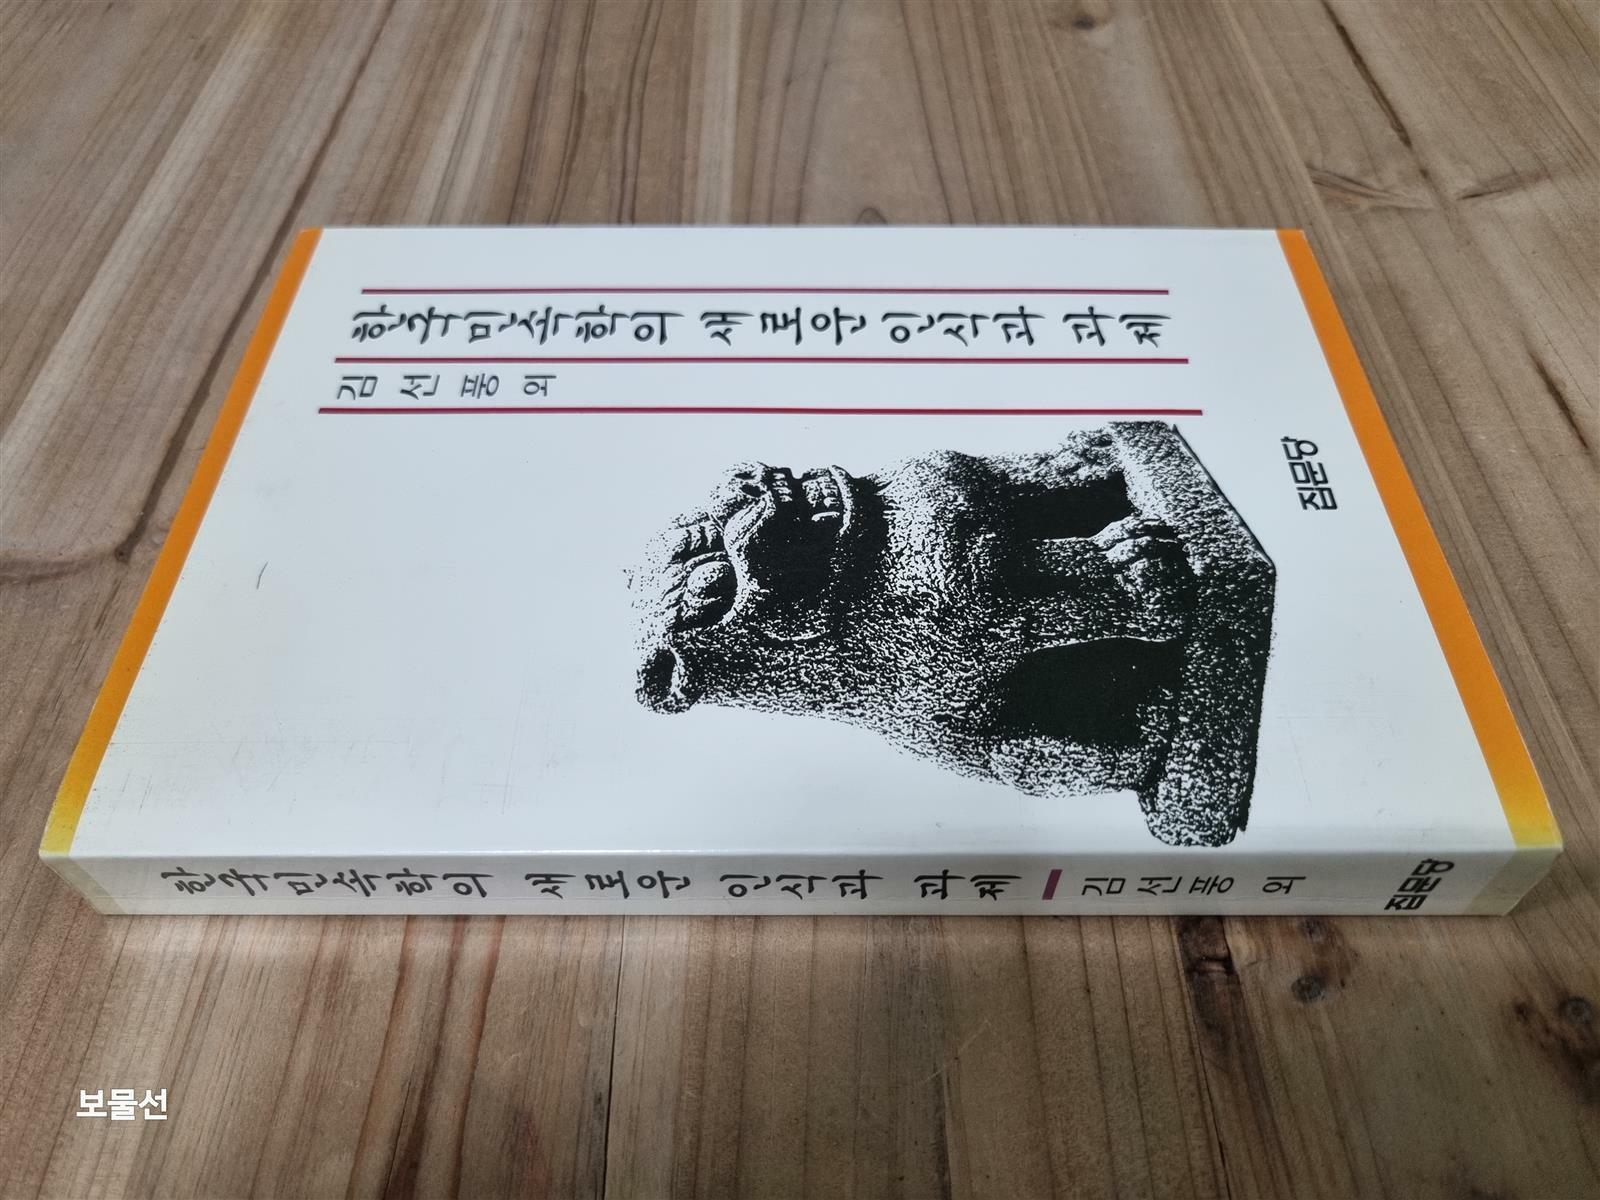 한국민속학의 새로운 인식과 과제
김선풍 외
집문당
한국민속학의 새로운 인식과 과제 김선풍 외 집문당
보물선